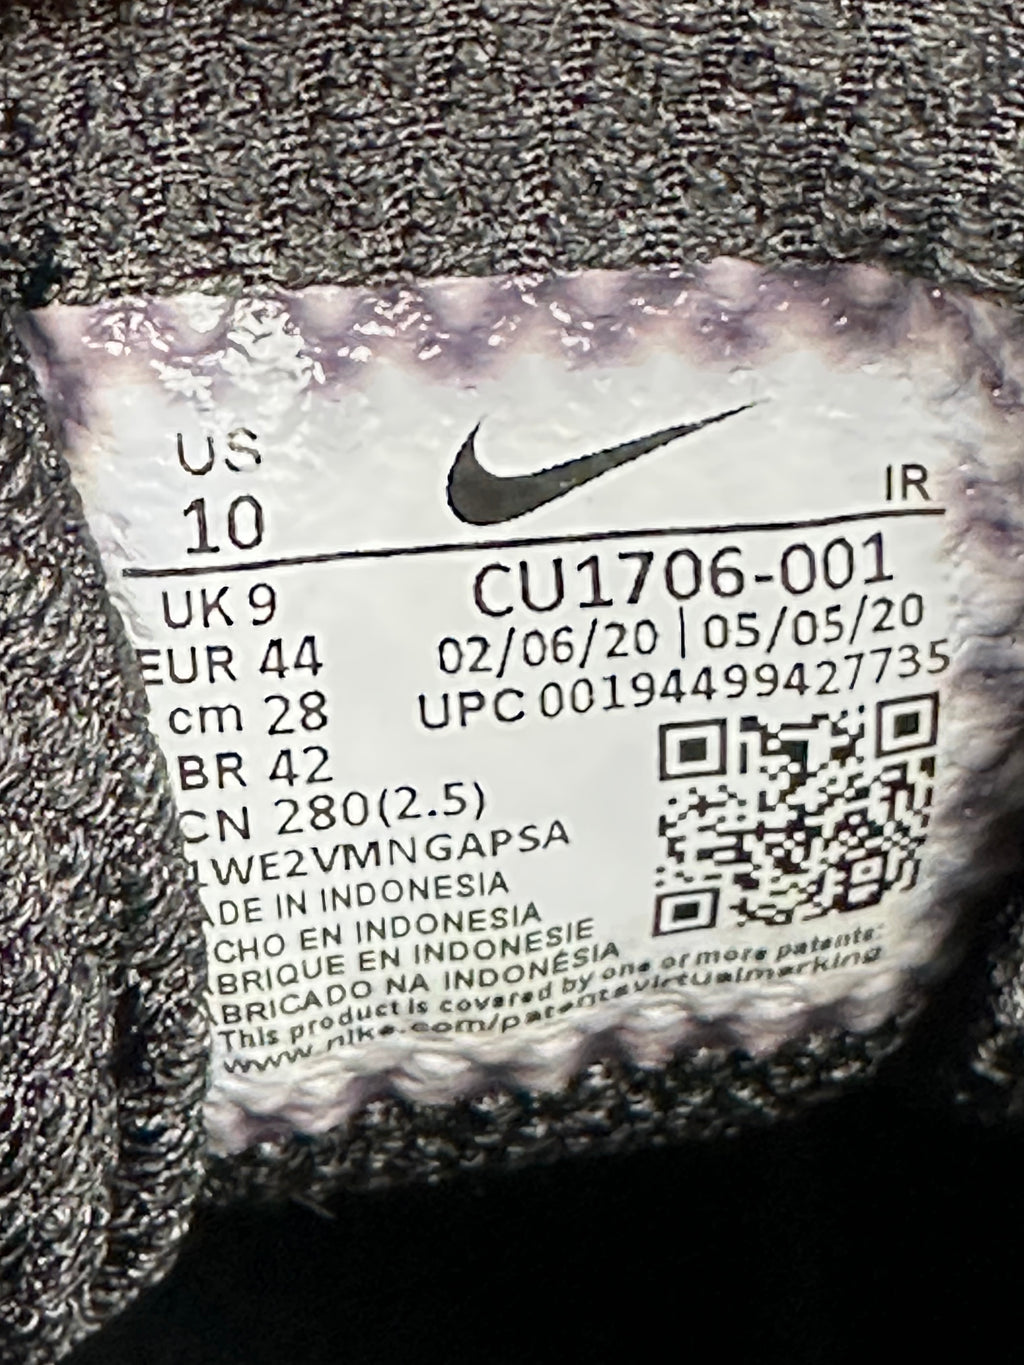 US
10
IR
UK 9
EUR 44
cm 28
BR 42
CN 280(2.5)
CU1706-001
02/06/20 | 05/05/20
UPC 00194499427735
1WE2VMNGAPSA
ADE IN INDONESIA
CHO EN INDONESIA
ABRIQUE EN INDONESIE
ABRICADO NA INDONÉSIA
This product is covered by one or more patents:
www.nike.com/patentsvirtualmarking